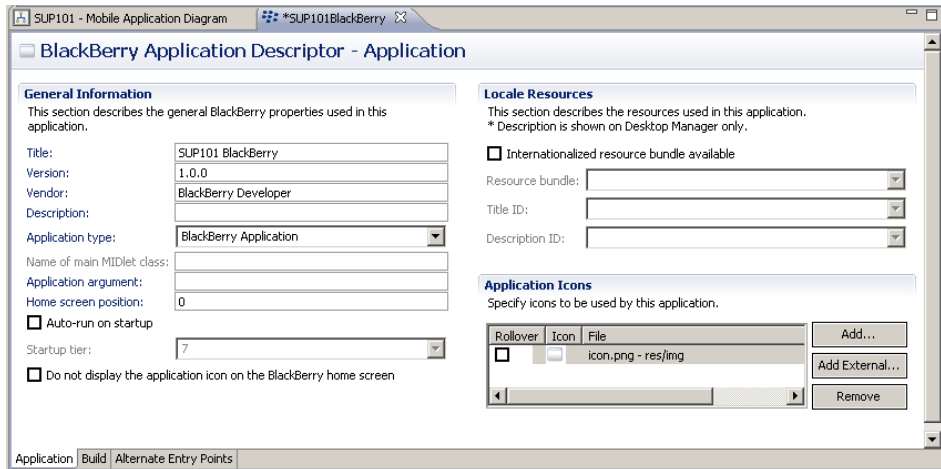 SUP101 - Mobile Application Diagram
*SUP101BlackBerry
BlackBerry Application Descriptor - Application
General Information
This section describes the general BlackBerry properties used in this
application.
Title:
SUP101 BlackBerry
Version:
1.0.0
Vendor:
BlackBerry Developer
Description:
Application type:
BlackBerry Application
Name of main MIDlet class:
Application argument:
Home screen position:
0
Auto-run on startup
Startup tier:
7
Do not display the application icon on the BlackBerry home screen
Locale Resources
This section describes the resources used in this application.
* Description is shown on Desktop Manager only.
Internationalized resource bundle available
Resource bundle:
Title ID:
Description ID:
Application Icons
Specify icons to be used by this application.
Rollover Icon File
icon.png - res/img
Add...
Add External...
Remove
Application Build Alternate Entry Points